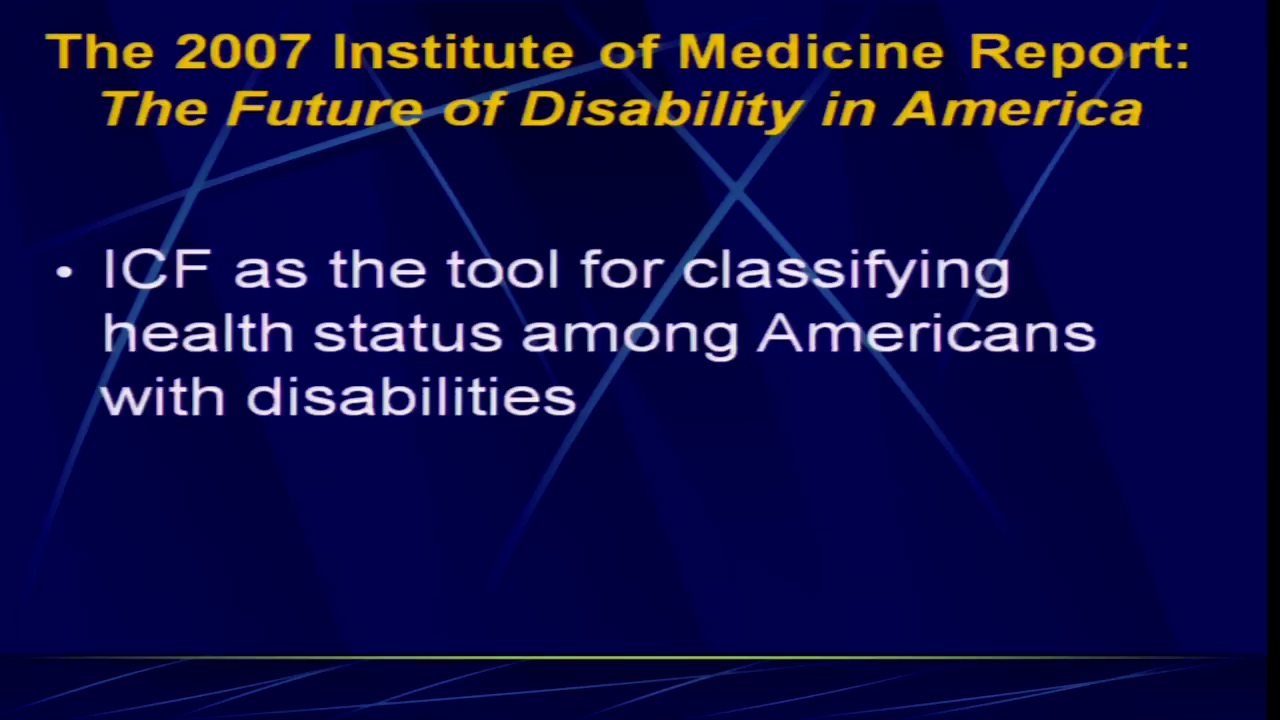 The 2007 Institute of Medicine Report:
The Future of Disability in America
• ICF as the tool for classifying
health status among Americans
with disabilities